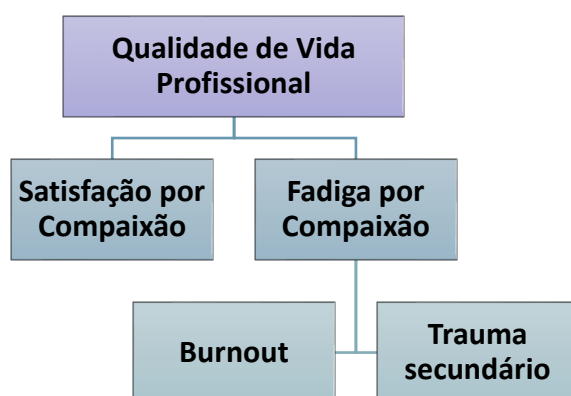 Qualidade de Vida
Profissional
Satisfação por
Compaixão
Fadiga por
Compaixão
Burnout
Trauma
secundário